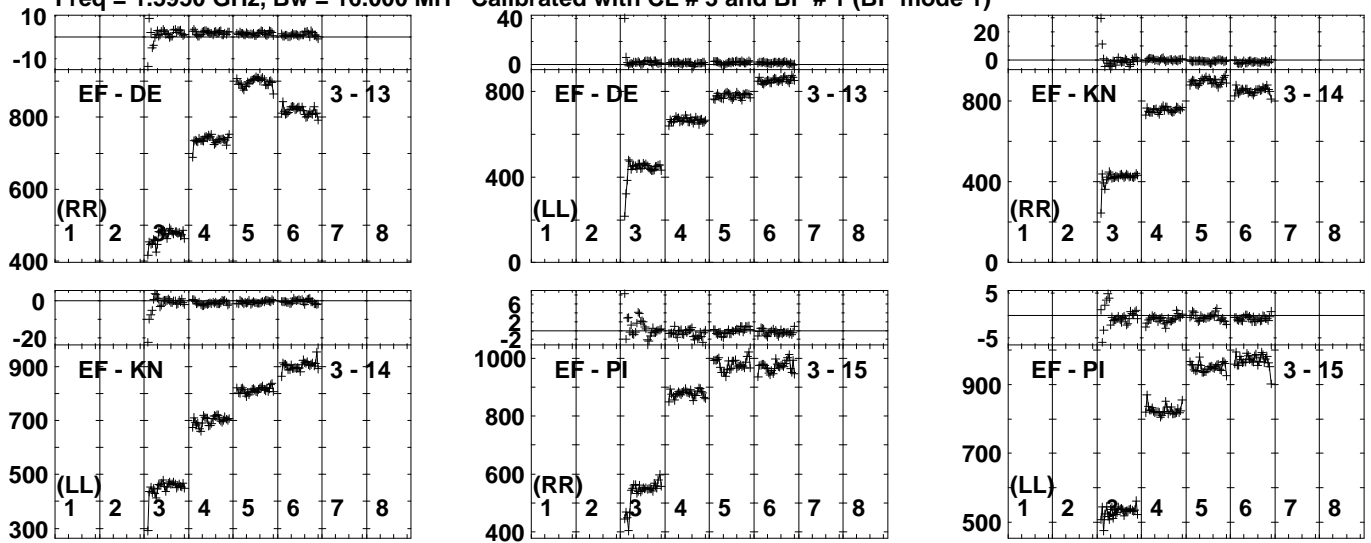 Freq = GHz, Bw = 16.000 MH Calibrated with CL # 3 and BP # 1 (BP mode 1)
10
-10
800
600
400
EF - DE 3 - 13
(RR)
1 2 3 4 5 6 7 8
40
0
800
400
0
EF - DE 3 - 13
(LL)
1 2 3 4 5 6 7 8
20
0
800
400
0
EF - KN 3 - 14
(RR)
1 2 3 4 5 6 7 8
0
-20
900
700
500
300
EF - KN 3 - 14
(LL)
1 2 3 4 5 6 7 8
6
2
-2
1000
800
600
400
EF - PI 3 - 15
(RR)
1 2 3 4 5 6 7 8
5
-5
900
700
500
EF - PI 3 - 15
(LL)
1 2 3 4 5 6 7 8